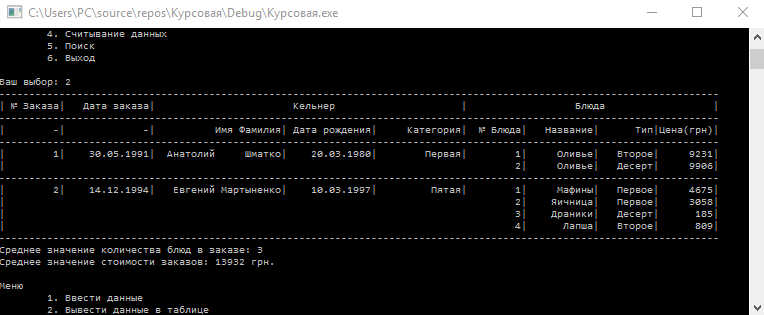 C:\Users\PC\source\repos\Курсовая\Debug\Курсовая.exe
4. Считывание данных
5. Поиск
6. Выход
Ваш выбор: 2
| № Заказа| Дата заказа| Кельнер | Блюда |
| -| -| Имя Фамилия| Дата рождения| Категория| № Блюда| Название| Тип|Цена(грн)|
| 1| 30.05.1991| Анатолий Шматко| 20.03.1980| Первая| 1| Оливье| Второе| 9231|
| 2| Оливье| Десерт| 9906|
| 2| 14.12.1994| Евгений Мартыненко| 10.03.1997| Пятая| 1| Мафины| Первое| 4675|
| 2| Яичница| Первое| 3058|
| 3| Драники| Десерт| 185|
| 4| Лапша| Второе| 809|
Среднее значение количества блюд в заказе: 3
Среднее значение стоимости заказов: 13932 грн.
Меню
1. Ввести данные
2. Вывести данные в таблице